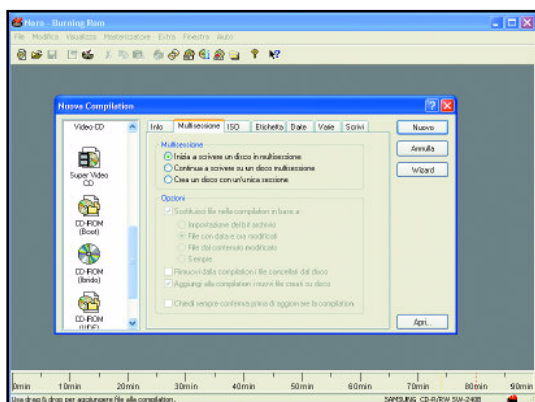 Nero - Burning Rom
File Modifica Visualizza Masterizzatore Extra Finestra Aiuto
Nuova Compilation
Video-CD
Super Video
CD
CD-ROM
(Boot)
CD-ROM
(Ibrido)
CD-ROM
(UDF)
Info Multisessione ISO Etichetta Date Varie Scrivi
Multisessione
Inizia a scrivere un disco in multisessione
Continua a scrivere su un disco multisessione
Crea un disco con un'unica sessione
Opzioni
Sostituisci file nella compilation in base a:
Importazione del bit archivio
File con data e ora modificati
File dal contenuto modificato
Sempre
Rimuovi dalla compilation i file cancellati dal disco
Aggiungi alla compilation i nuovi file creati su disco
Chiedi sempre conferma prima di aggiornare la compilation
Nuovo
Annulla
Wizard
Apri...
0min 10min 20min 30min 40min 50min 60min 70min 80min 90min
Usa drag & drop per aggiungere file alla compilation. SAMSUNG CD-R/RW SW-240B